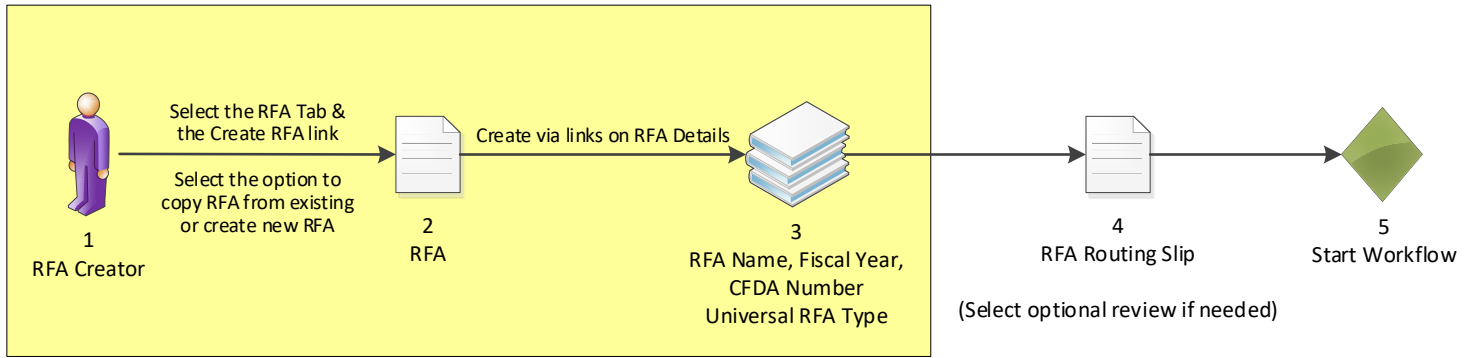 Select the RFA Tab &
the Create RFA link
Select the option to
copy RFA from existing
or create new RFA
Create via links on RFA Details
1
RFA Creator
2
RFA
3
RFA Name, Fiscal Year,
CFDA Number
Universal RFA Type
4
RFA Routing Slip
(Select optional review if needed)
5
Start Workflow